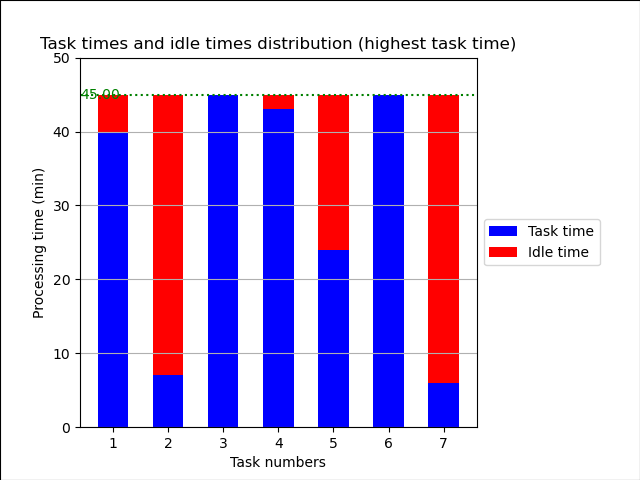 Task times and idle times distribution (highest task time)
50
45.00
40
30
20
10
0
Processing time (min)
1 2 3 4 5 6 7
Task numbers
Task time
Idle time